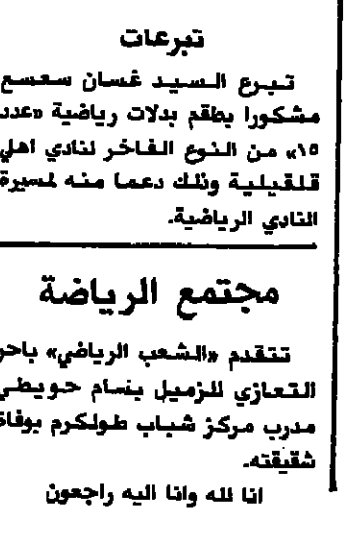 تبرعات
تبرع السيد غسان سعسع
مشكورا بطقم بدلات رياضية «عدد
١٥» من النوع الفاخر لنادي اهلي
قلقيلية وذلك دعما منه لمسيرة
النادي الرياضية.
مجتمع الرياضة
تتقدم «الشعب الرياضي» باحر
التعازي للزميل بسام حويطي
مدرب مركز شباب طولكرم بوفاة
شقيقته.
انا لله وانا اليه راجعون